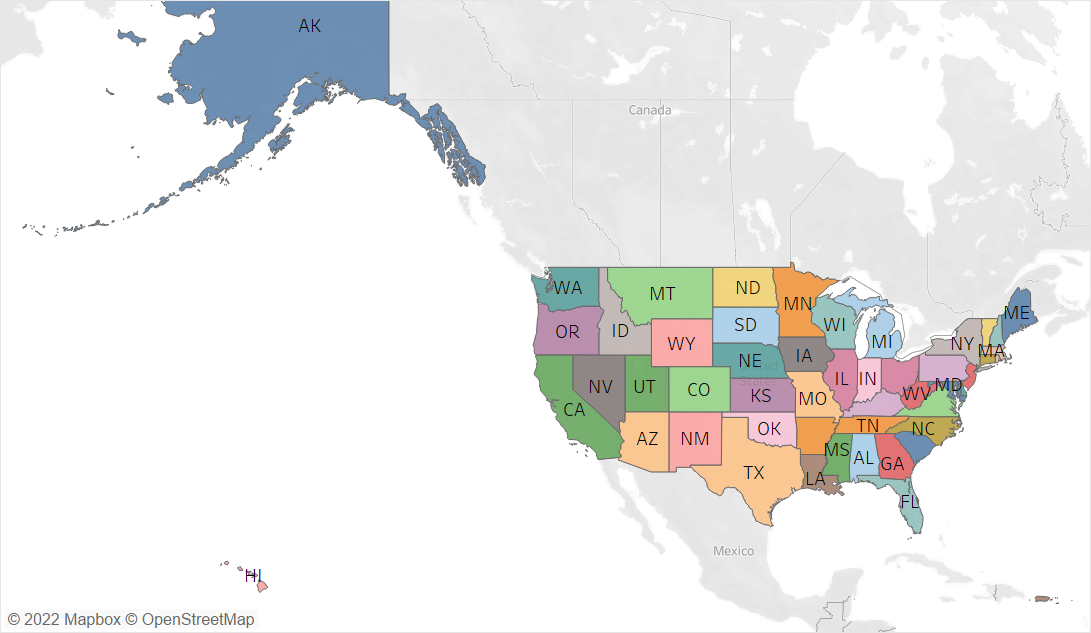 AK
Canada
WA
MT
ND
MN
ME
OR
ID
SD
WI
NY
MA
WY
MI
NE
IA
United
States
NV
UT
CO
KS
IL
IN
MD
WV
CA
MO
AZ
NM
OK
TN
NC
TX
MS
AL
GA
LA
FL
Mexico
HI
© 2022 Mapbox © OpenStreetMap